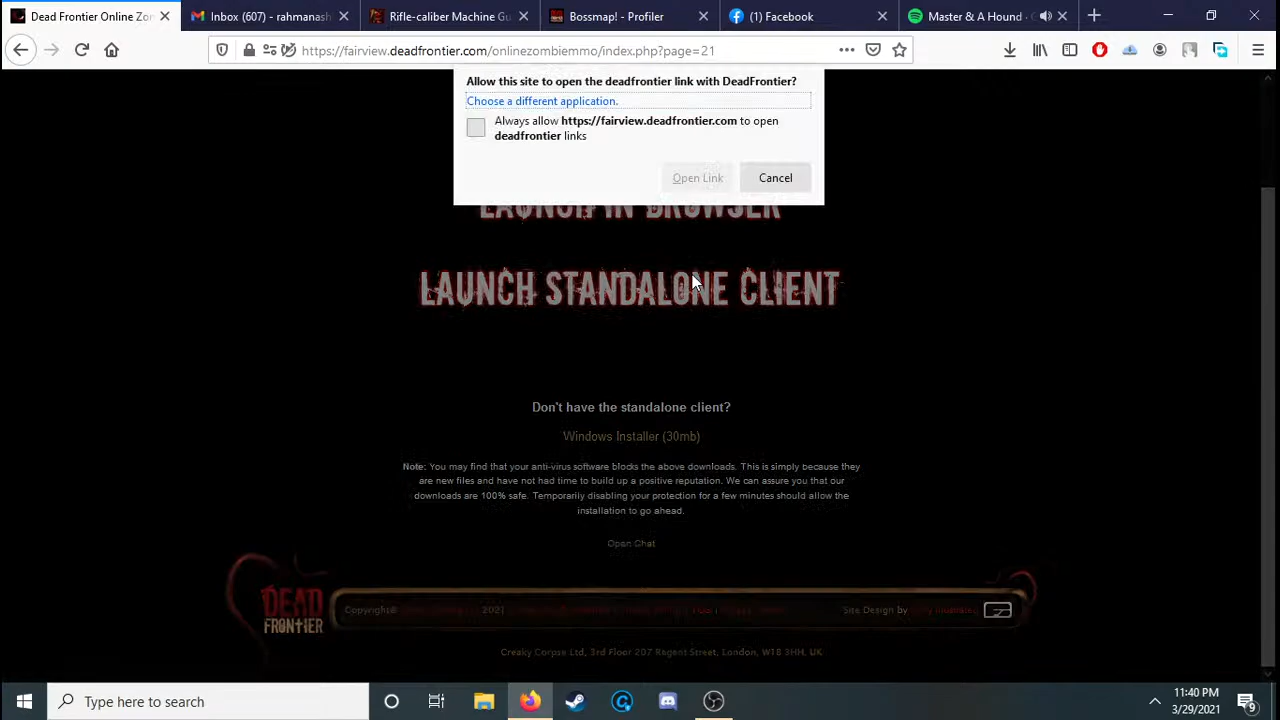 Dead Frontier Online Zon
Inbox (607) - rahmanash
Rifle-caliber Machine Gu
Bossmap! - Profiler
(1) Facebook
Master & A Hound - 
https://fairview.deadfrontier.com/onlinezombiemmo/index.php?page=21
Allow this site to open the deadfrontier link with DeadFrontier?
Choose a different application.
Always allow https://fairview.deadfrontier.com to open
deadfrontier links
Open Link
Cancel
LAUNCH IN BROWSER
LAUNCH STANDALONE CLIENT
Don't have the standalone client?
Windows Installer (30mb)
Note: You may find that your anti-virus software blocks the above downloads. This is simply because they
are new files and have not had time to build up a positive reputation. We can assure you that our
downloads are 100% safe. Temporarily disabling your protection for a few minutes should allow the
installation to go ahead.
Open Chat
DEAD
FRONTIER
Copyright©
2021
Site Design by
Creaky Corpse Ltd, 3rd Floor 207 Regent Street, London, W1B 3HH, UK
Type here to search
11:40 PM
3/29/2021
9